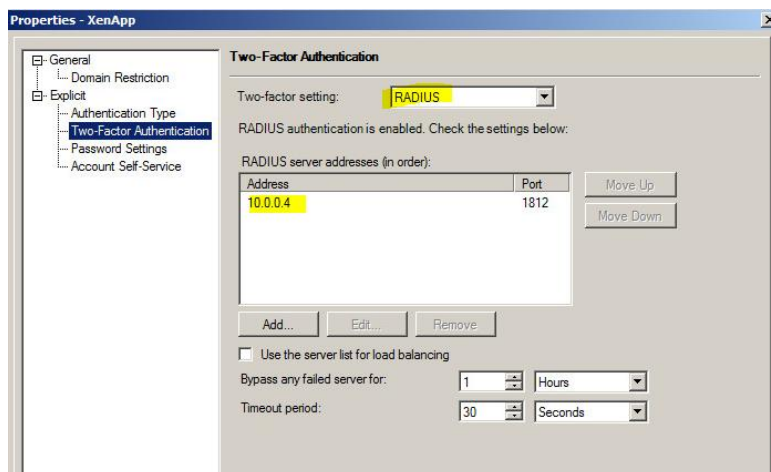 Properties - XenApp
General
Domain Restriction
Explicit
Authentication Type
Two-Factor Authentication
Password Settings
Account Self-Service
Two-Factor Authentication
Two-factor setting: RADIUS
RADIUS authentication is enabled. Check the settings below:
RADIUS server addresses (in order):
Address Port
10.0.0.4 1812
Move Up
Move Down
Add... Edit... Remove
Use the server list for load balancing
Bypass any failed server for: 1 Hours
Timeout period: 30 Seconds